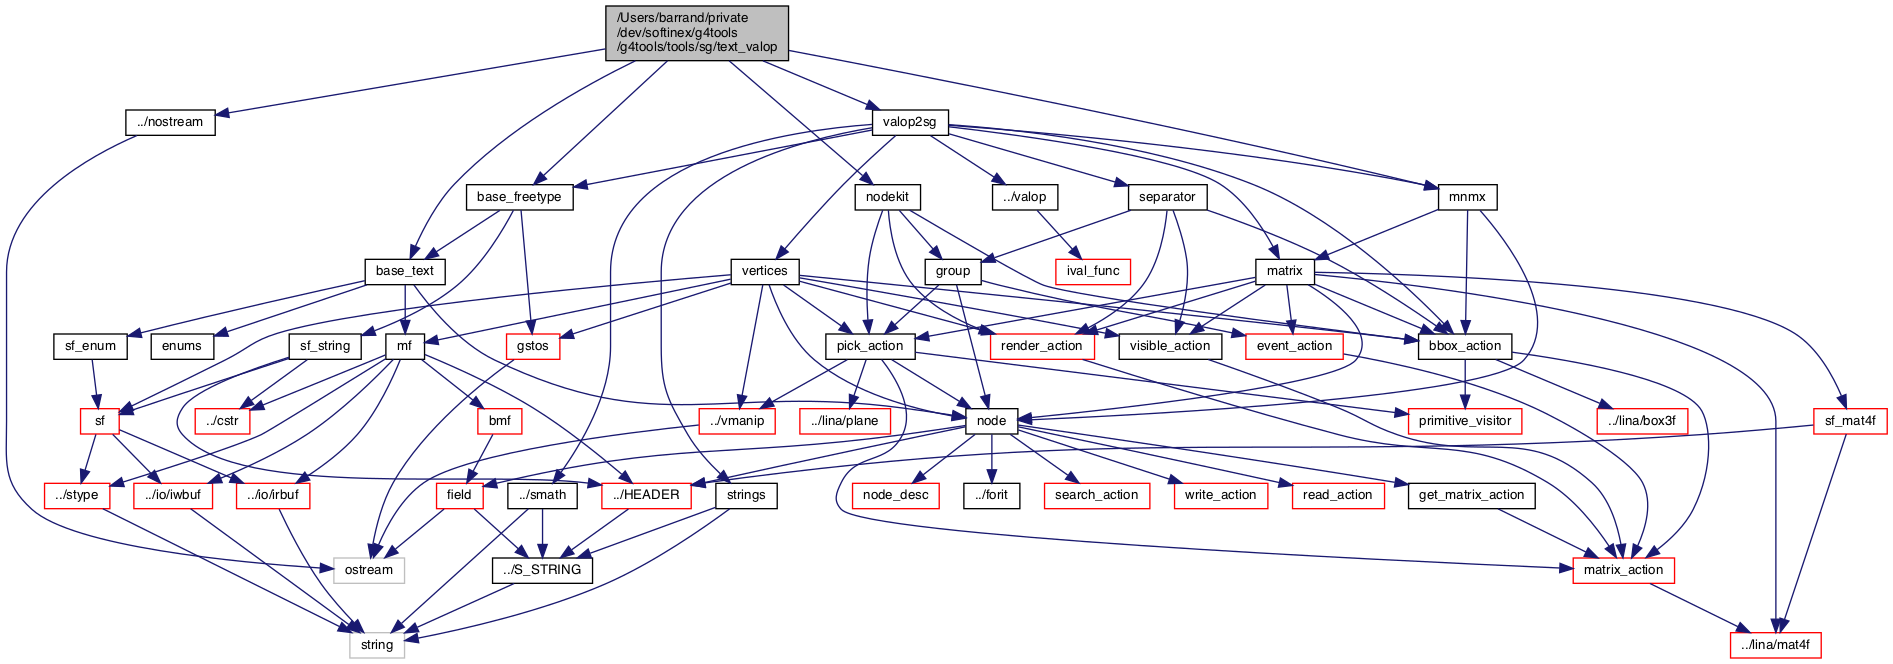 /Users/barrand/private
/dev/softinex/g4tools
/g4tools/tools/sg/text_valop
../nostream
valop2sg
base_freetype
nodekit
../valop
separator
mnmx
base_text
vertices
group
ival_func
matrix
sf_enum
enums
sf_string
mf
gstos
pick_action
render_action
visible_action
event_action
bbox_action
sf
../cstr
bmf
../vmanip
../lina/plane
node
primitive_visitor
../lina/box3f
sf_mat4f
../stype
../io/iwbuf
../io/irbuf
field
../smath
../HEADER
strings
node_desc
../forit
search_action
write_action
read_action
get_matrix_action
ostream
../S_STRING
matrix_action
string
../lina/mat4f